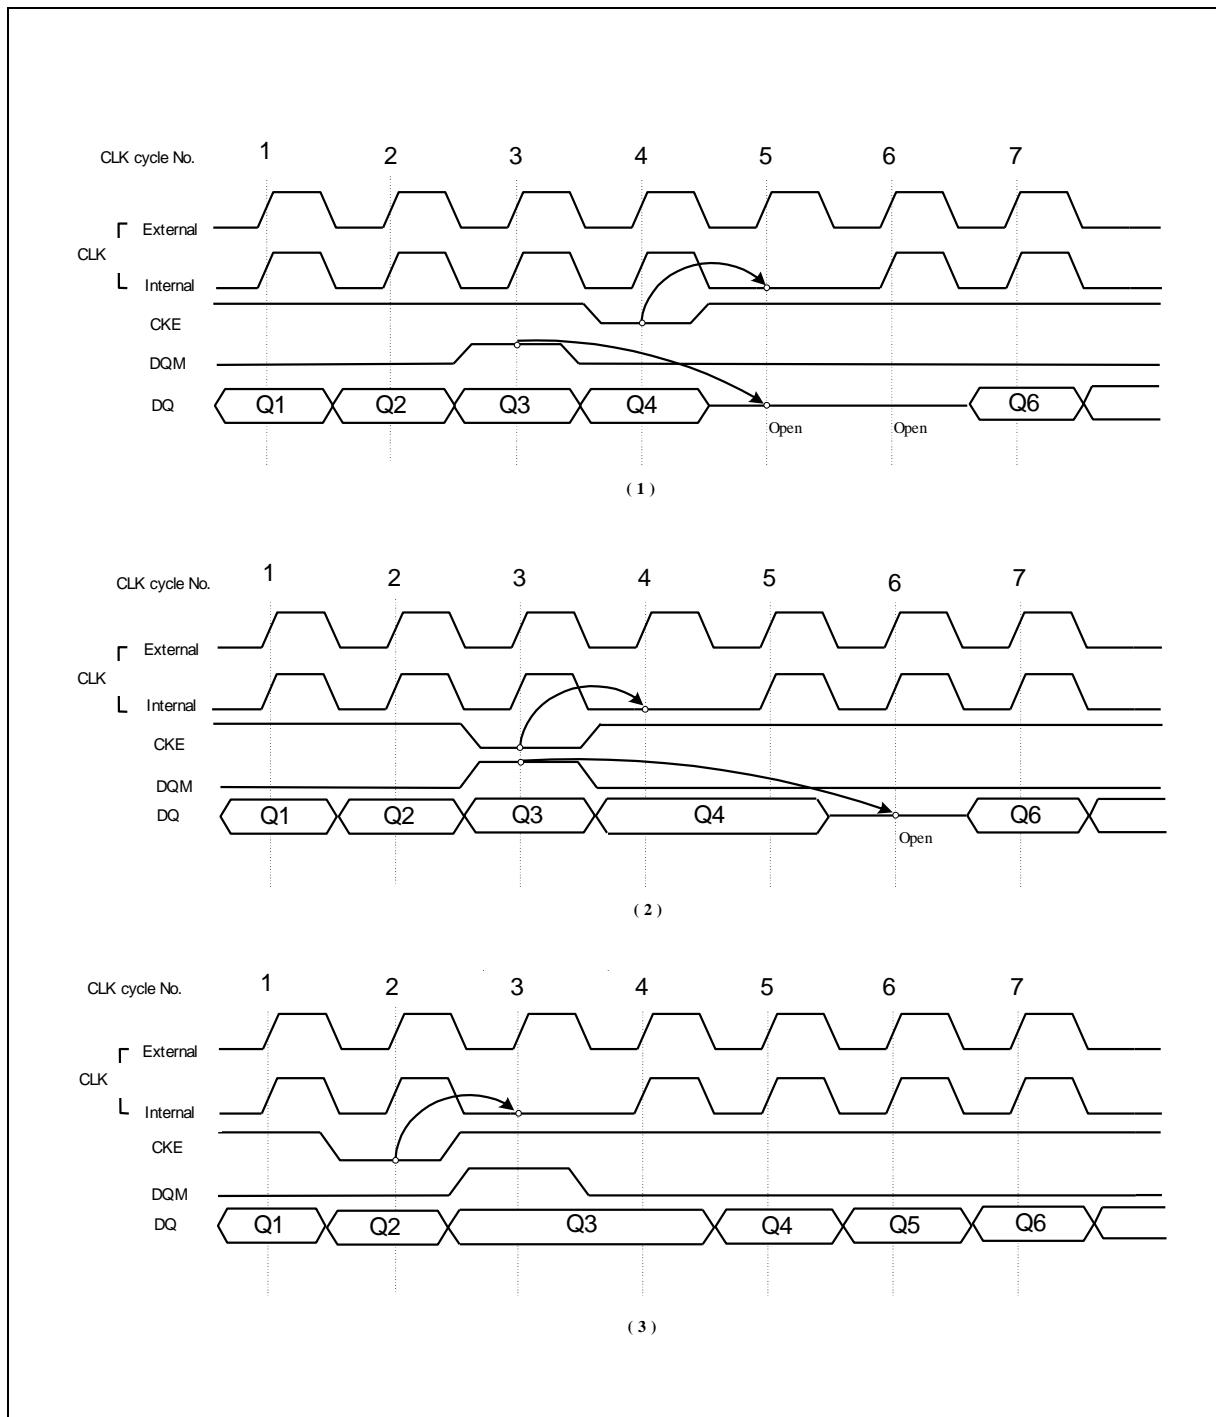 CLK cycle No. 1 2 3 4 5 6 7
External
CLK
Internal
CKE
DQM
DQ Q1 Q2 Q3 Q4 Q6
Open Open
( 1 )
CLK cycle No. 1 2 3 4 5 6 7
External
CLK
Internal
CKE
DQM
DQ Q1 Q2 Q3 Q4 Q6
Open
( 2 )
CLK cycle No. 1 2 3 4 5 6 7
External
CLK
Internal
CKE
DQM
DQ Q1 Q2 Q3 Q4 Q5 Q6
( 3 )